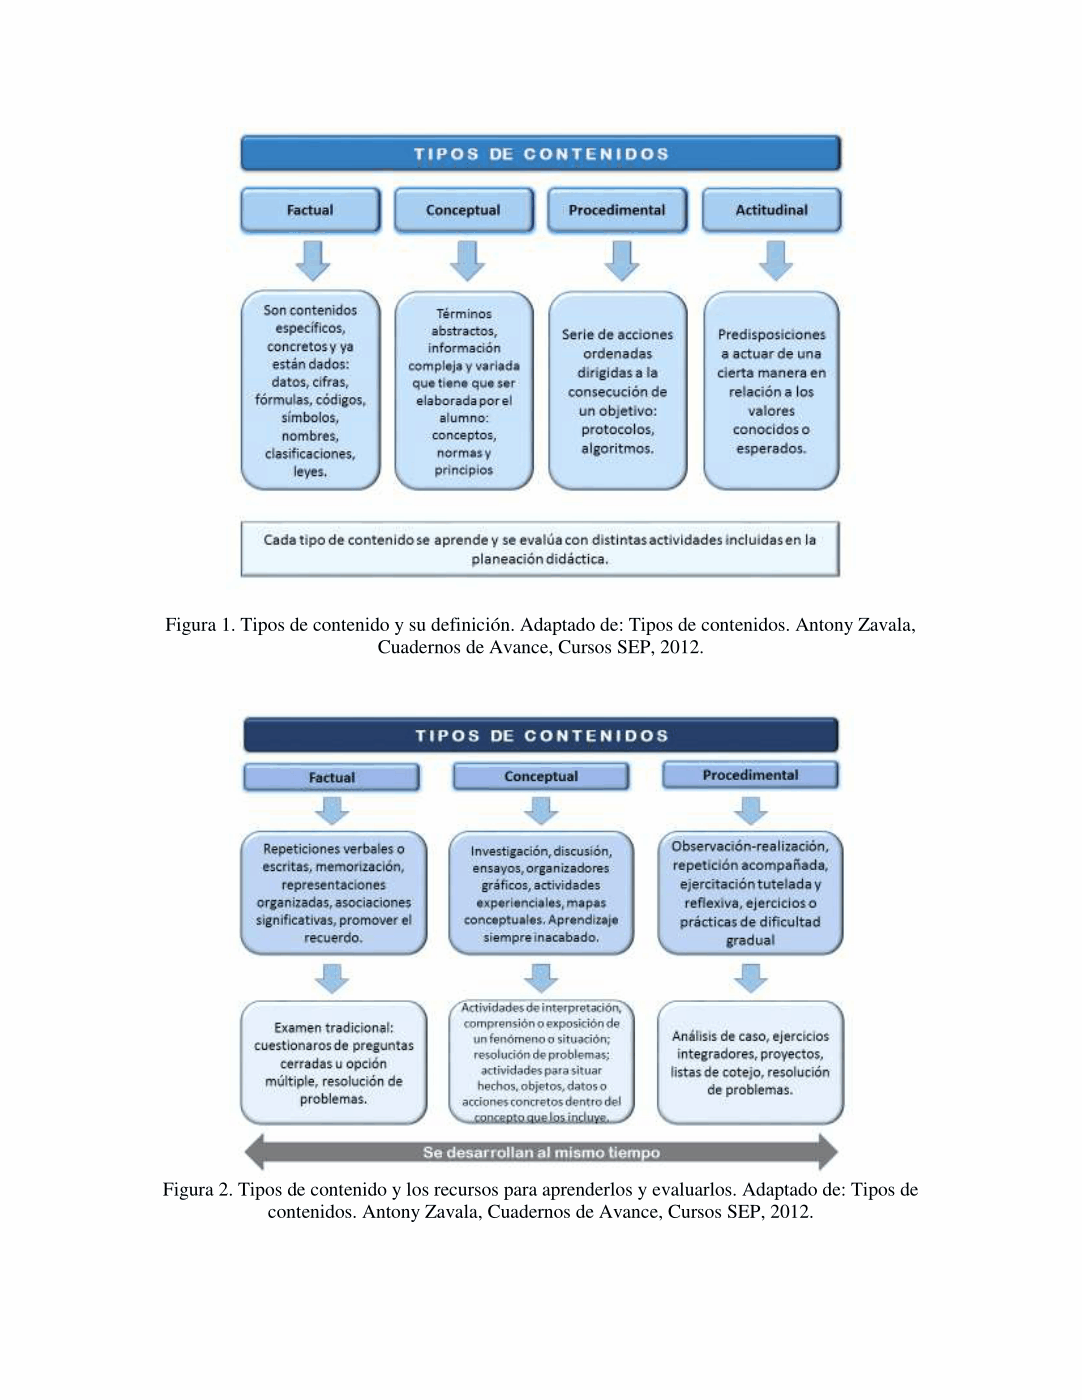 TIPOS DE CONTENIDOS
Factual
Conceptual
Procedimental
Actitudinal
Son contenidos
específicos,
concretos y ya
están dados:
datos, cifras,
fórmulas, códigos,
símbolos,
nombres,
clasificaciones,
leyes.
Términos
abstractos,
información
compleja y variada
que tiene que ser
elaborada por el
alumno:
conceptos,
normas y
principios
Serie de acciones
ordenadas
dirigidas a la
consecución de
un objetivo:
protocolos,
algoritmos.
Predisposiciones
a actuar de una
cierta manera en
relación a los
valores
conocidos o
esperados.
Cada tipo de contenido se aprende y se evalúa con distintas actividades incluidas en la
planeación didáctica.
Figura 1. Tipos de contenido y su definición. Adaptado de: Tipos de contenidos. Antony Zavala,
Cuadernos de Avance, Cursos SEP, 2012.
TIPOS DE CONTENIDOS
Factual
Conceptual
Procedimental
Repeticiones verbales o
escritas, memorización,
representaciones
organizadas, asociaciones
significativas, promover el
recuerdo.
Investigación, discusión,
ensayos, organizadores
gráficos, actividades
experienciales, mapas
conceptuales. Aprendizaje
siempre inacabado.
Observación-realización,
repetición acompañada,
ejercitación tutelada y
reflexiva, ejercicios o
prácticas de dificultad
gradual
Examen tradicional:
cuestionaros de preguntas
cerradas u opción
múltiple, resolución de
problemas.
Actividades de interpretación,
comprensión o exposición de
un fenómeno o situación;
resolución de problemas;
actividades para situar
hechos, objetos, datos o
acciones concretos dentro del
concepto que los incluye.
Análisis de caso, ejercicios
integradores, proyectos,
listas de cotejo, resolución
de problemas.
Se desarrollan al mismo tiempo
Figura 2. Tipos de contenido y los recursos para aprenderlos y evaluarlos. Adaptado de: Tipos de
contenidos. Antony Zavala, Cuadernos de Avance, Cursos SEP, 2012.